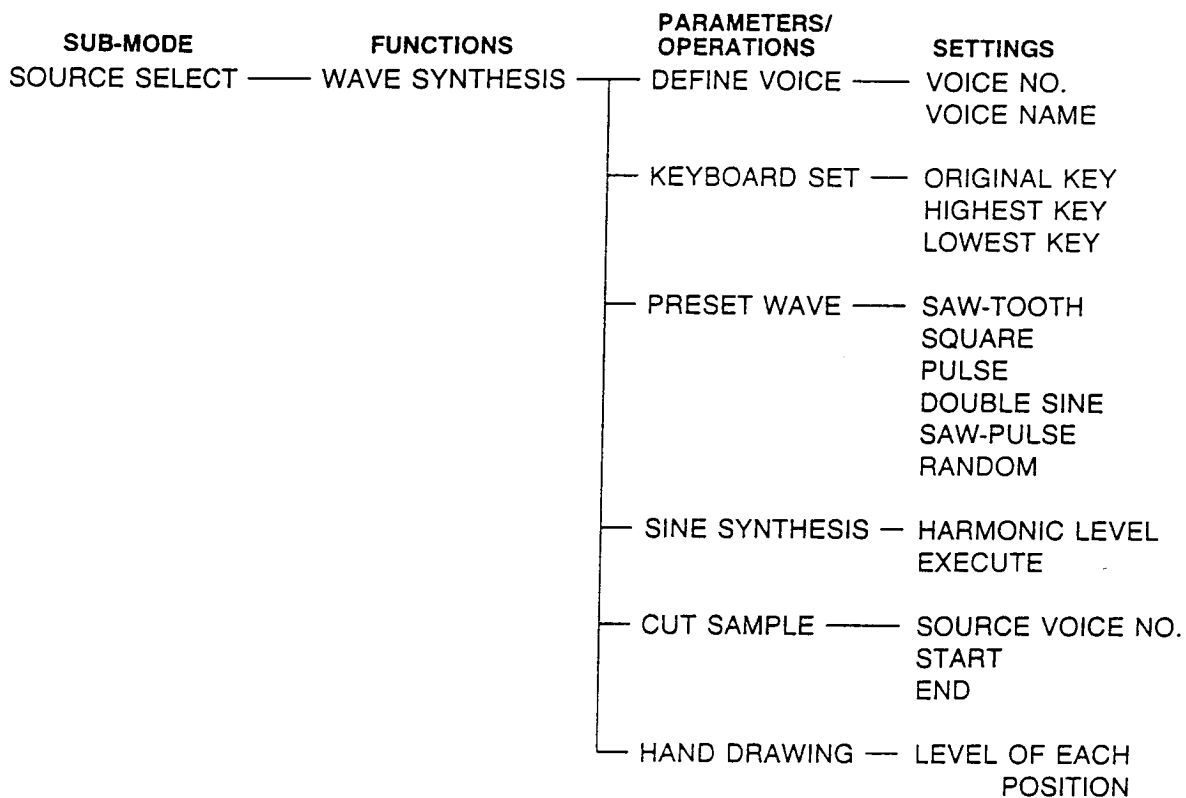 SUB-MODE FUNCTIONS PARAMETERS/ OPERATIONS SETTINGS
SOURCE SELECT WAVE SYNTHESIS DEFINE VOICE VOICE NO.
VOICE NAME
KEYBOARD SET ORIGINAL KEY
HIGHEST KEY
LOWEST KEY
PRESET WAVE SAW-TOOTH
SQUARE
PULSE
DOUBLE SINE
SAW-PULSE
RANDOM
SINE SYNTHESIS HARMONIC LEVEL
EXECUTE
CUT SAMPLE SOURCE VOICE NO.
START
END
HAND DRAWING LEVEL OF EACH
POSITION